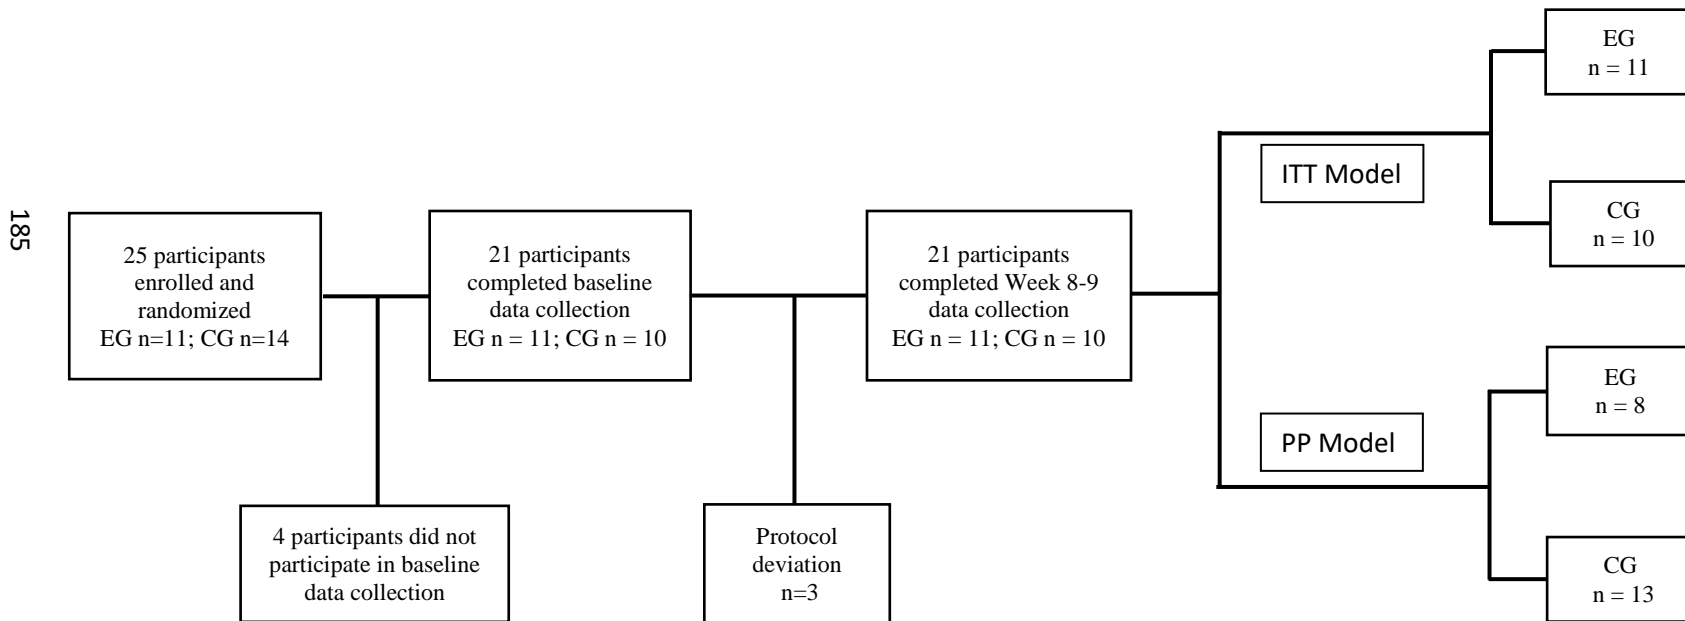 185
25 participants
enrolled and
randomized
EG n=11; CG n=14
4 participants did not
participate in baseline
data collection
21 participants
completed baseline
data collection
EG n = 11; CG n = 10
Protocol
deviation
n=3
21 participants
completed Week 8-9
data collection
EG n = 11; CG n = 10
ITT Model
EG
n = 11
CG
n = 10
PP Model
EG
n = 8
CG
n = 13